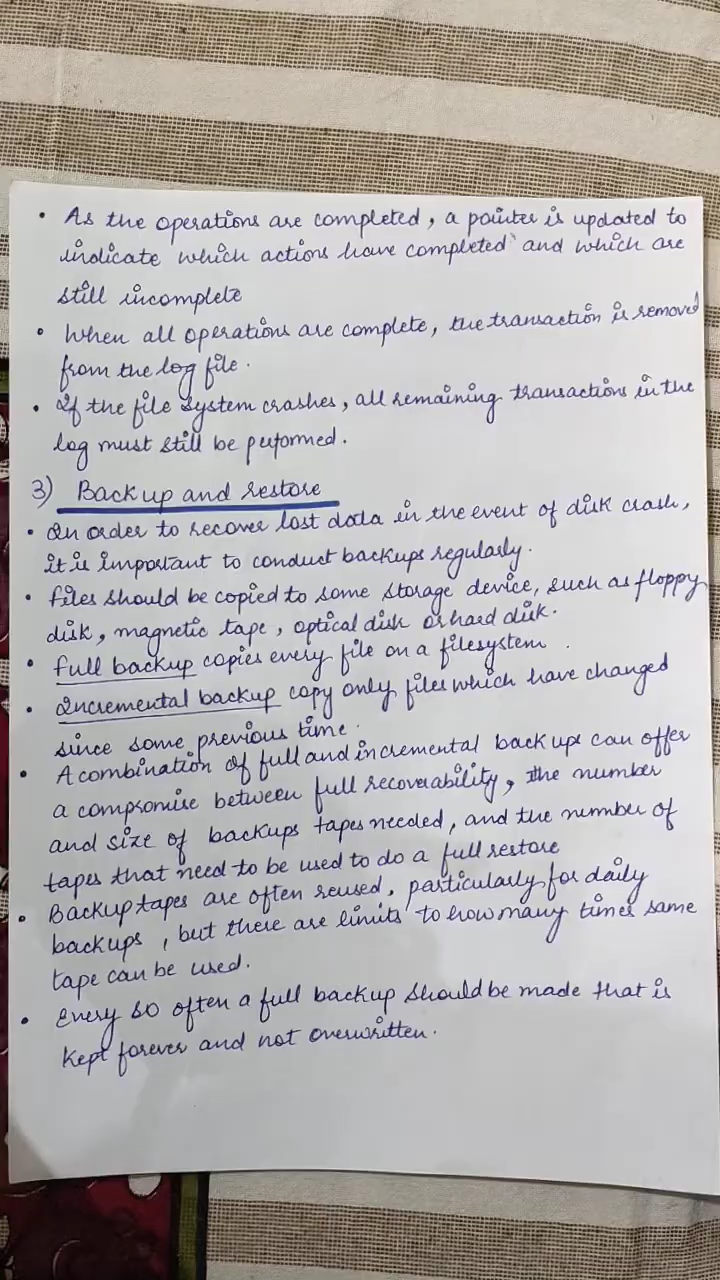 • As the operations are completed, a pointer is updated to
indicate which actions have completed and which are
still incomplete
• When all operations are complete, the transaction is removed
from the log file.
• If the file system crashes, all remaining transactions in the
log must still be performed.
3) Backup and restore
• In order to recover lost data in the event of disk crash,
it is important to conduct backups regularly.
• Files should be copied to some storage device, such as floppy
disk, magnetic tape, optical disk or hard disk.
• Full backup copies every file on a filesystem.
• Incremental backup copy only files which have changed
since some previous time.
• A combination of full and incremental backups can offer
a compromise between full recoverability, the number
and size of backups tapes needed, and the number of
tapes that need to be used to do a full restore
• Backup tapes are often reused, particularly for daily
backups, but there are limits to how many times same
tape can be used.
• Every so often a full backup should be made that is
kept forever and not overwritten.